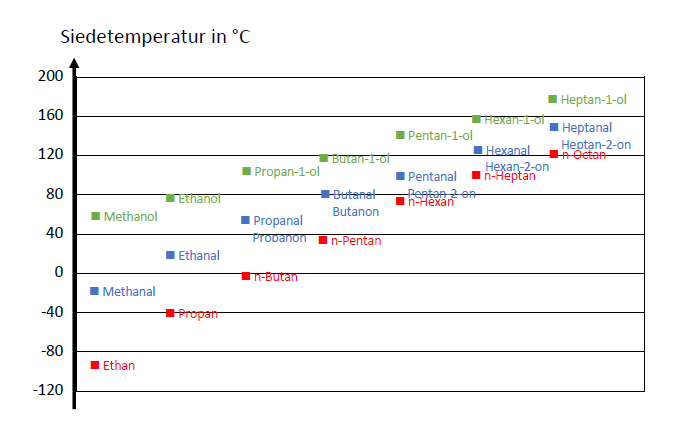 Siedetemperatur in °C
200
160
120
80
40
0
-40
-80
-120
Heptan-1-ol
Hexan-1-ol
Heptanal
Heptan-2-on
Pentan-1-ol
Butan-1-ol
Hexanal
Hexan-2-on
n-Octan
Propan-1-ol
Pentanal
Pentan-2-on
n-Heptan
Ethanol
Butanal
Butanon
n-Hexan
Methanol
Propanal
Probanon
n-Pentan
Ethanal
n-Butan
Methanal
Propan
Ethan